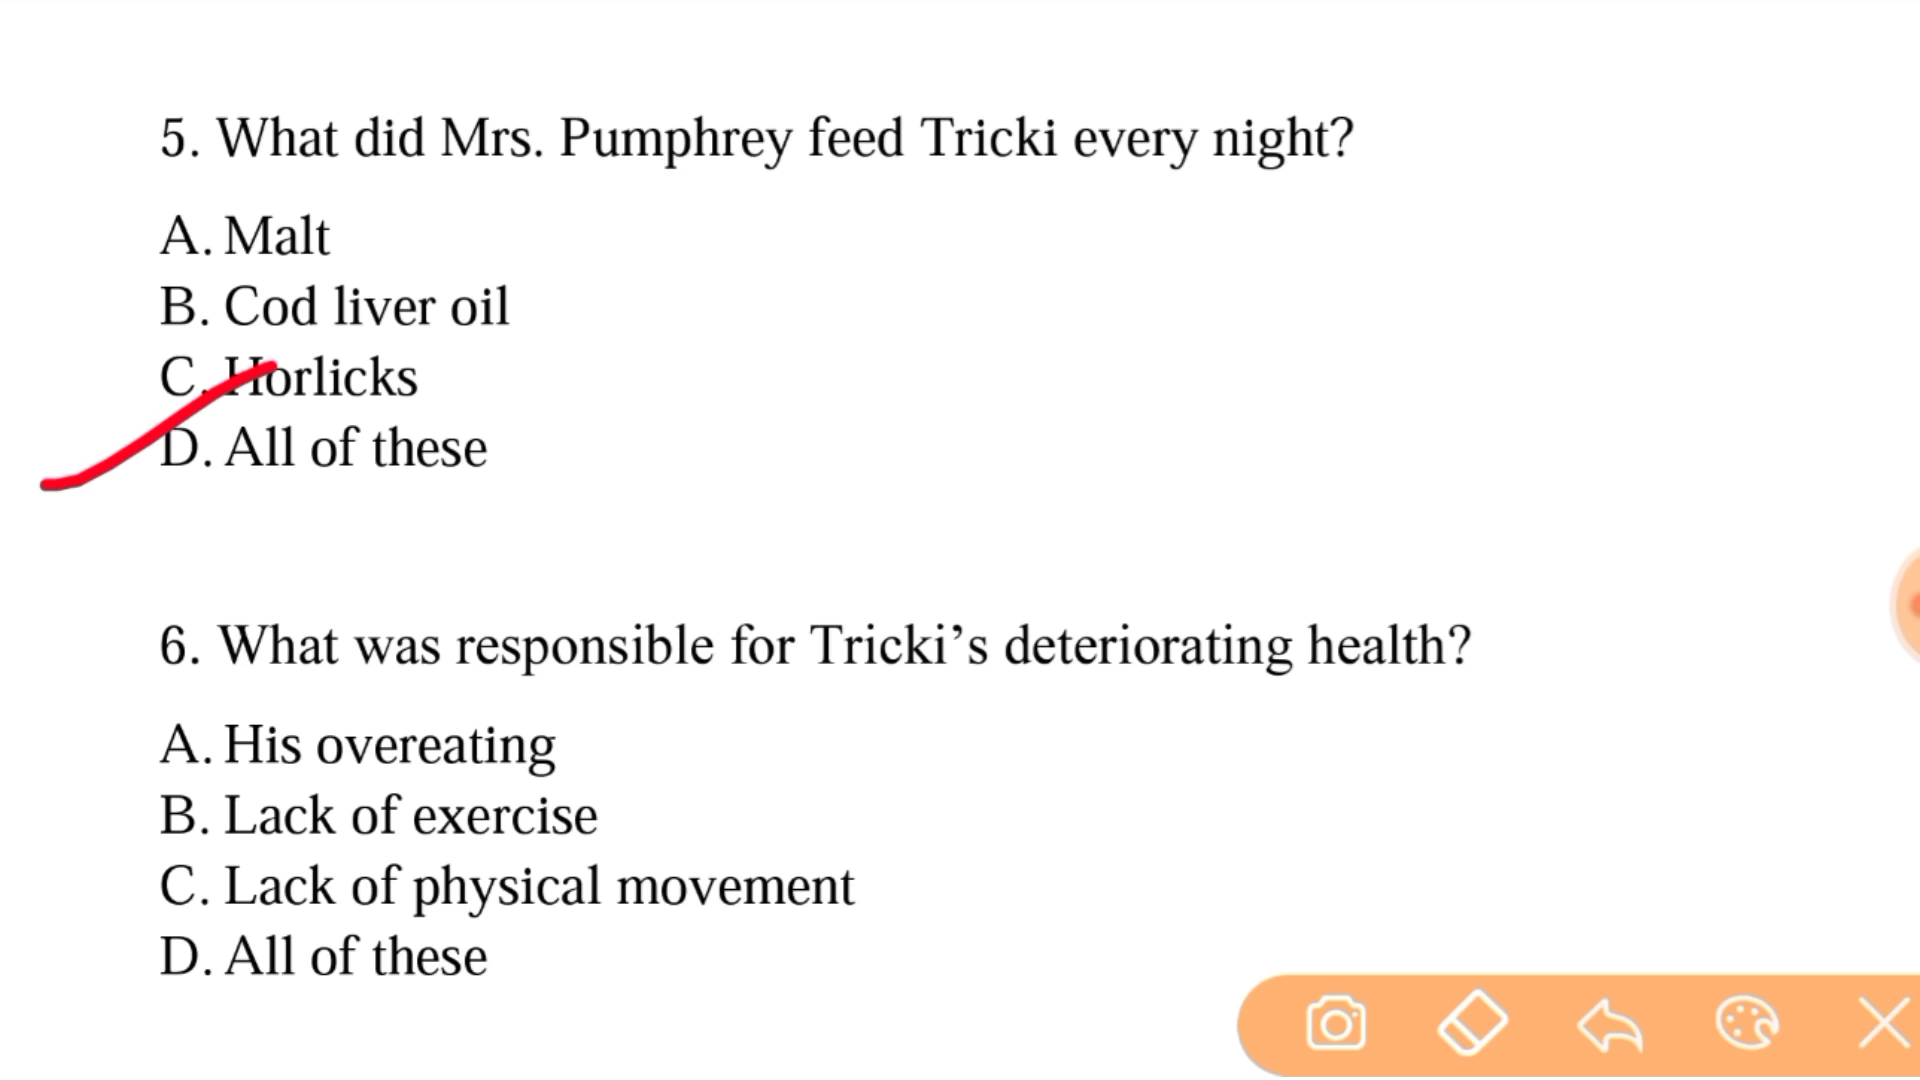 5. What did Mrs. Pumphrey feed Tricki every night?
A. Malt
B. Cod liver oil
C. Horlicks
D. All of these
6. What was responsible for Tricki’s deteriorating health?
A. His overeating
B. Lack of exercise
C. Lack of physical movement
D. All of these